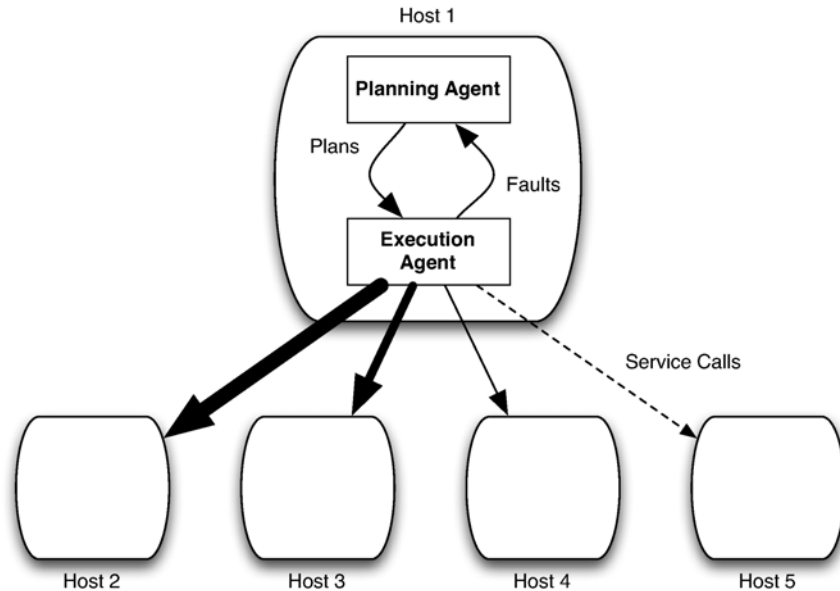 Host 1
Planning Agent
Plans
Faults
Execution
Agent
Service Calls
Host 2
Host 3
Host 4
Host 5